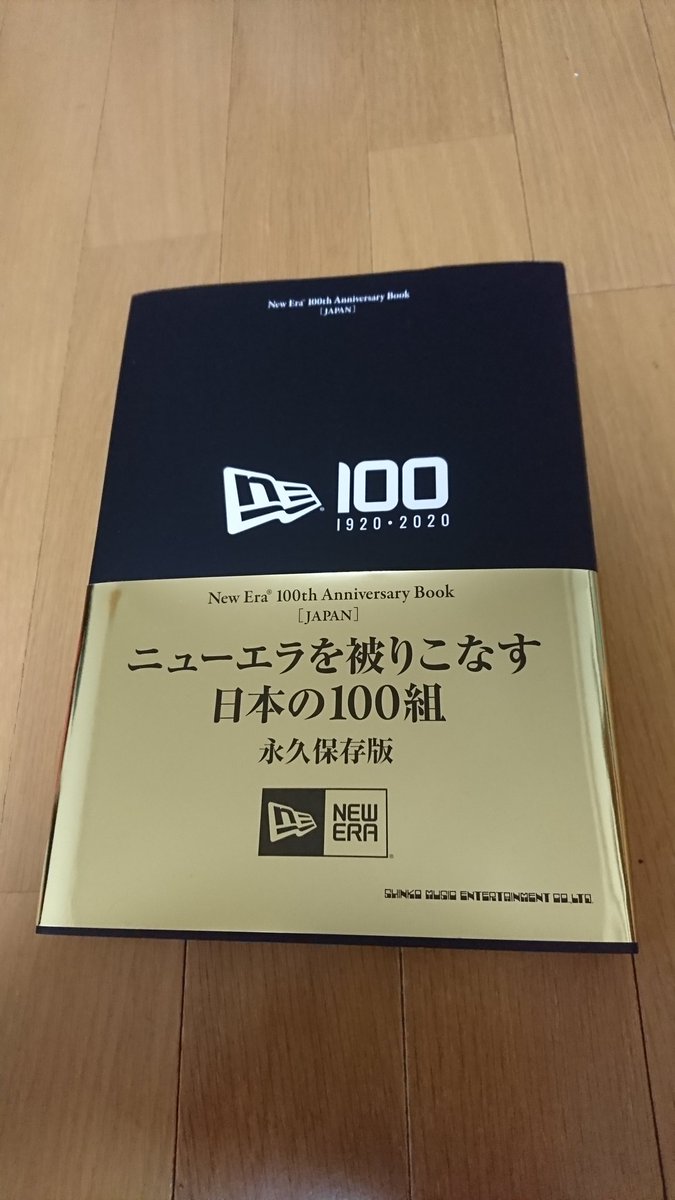 New Era® 100th Anniversary Book
[JAPAN]
NE® 100
1920・2020
New Era® 100th Anniversary Book
[JAPAN]
ニューエラを被りこなす
日本の100組
永久保存版
NE NEW
ERA®
SHINKO MUSIC ENTERTAINMENT CO.,LTD.